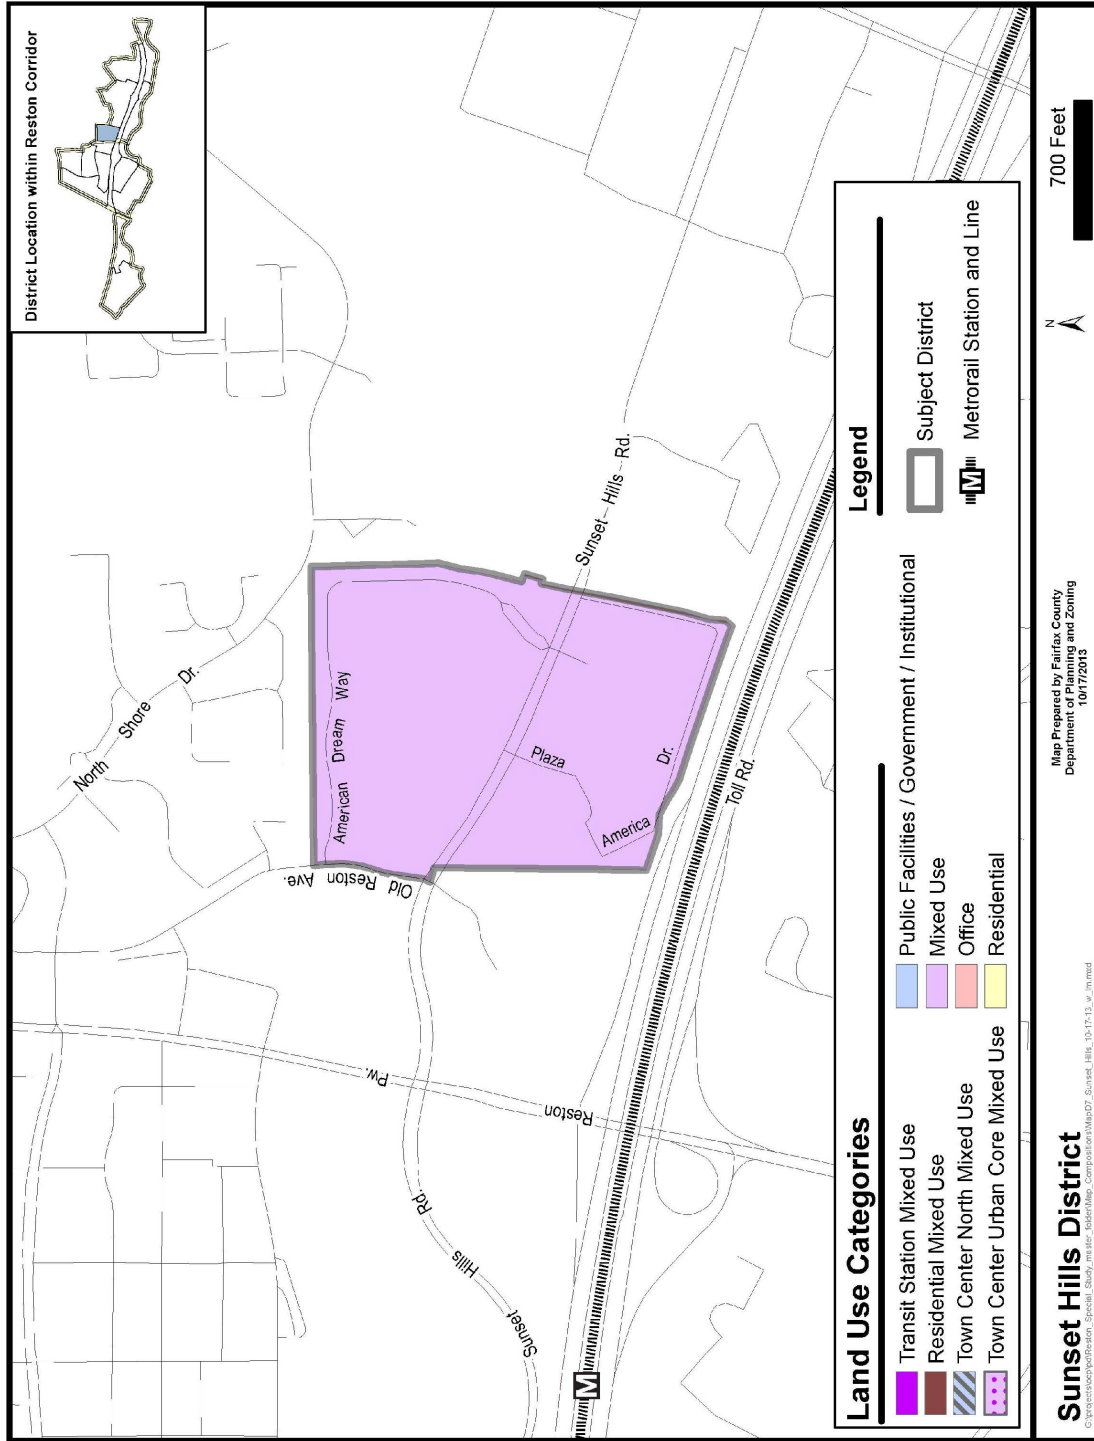 District Location within Reston Corridor
North Shore Dr.
American Dream Way
Old Reston Ave.
Sunset Hills Rd.
Plaza
America Dr.
Toll Rd.
Reston Pw.
Sunset Hills Rd.
M
Land Use Categories
Transit Station Mixed Use
Residential Mixed Use
Town Center North Mixed Use
Town Center Urban Core Mixed Use
Public Facilities / Government / Institutional
Mixed Use
Office
Residential
Legend
Subject District
M Metrorail Station and Line
Sunset Hills District
Map Prepared by Fairfax County
Department of Planning and Zoning
10/17/2013
N
700 Feet